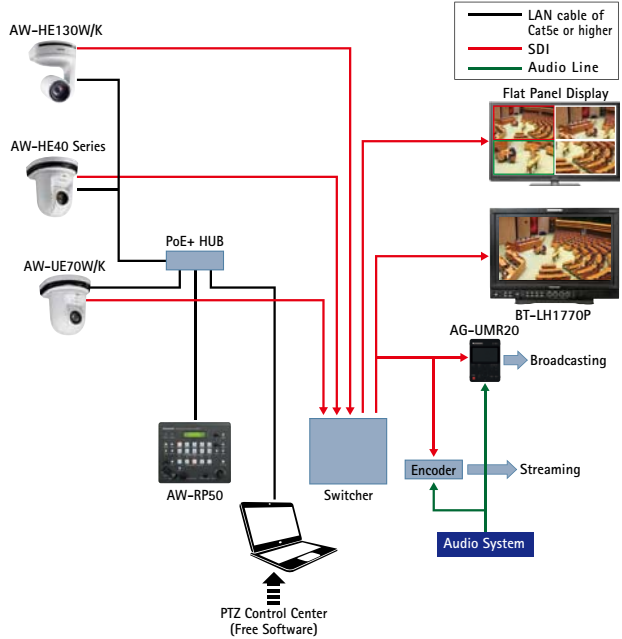 AW-HE130W/K
LAN cable of
Cat5e or higher
SDI
Audio Line
Flat Panel Display
AW-HE40 Series
PoE+ HUB
AW-UE70W/K
BT-LH1770P
AG-UMR20
Broadcasting
Encoder
Streaming
AW-RP50
Switcher
Audio System
PTZ Control Center
(Free Software)